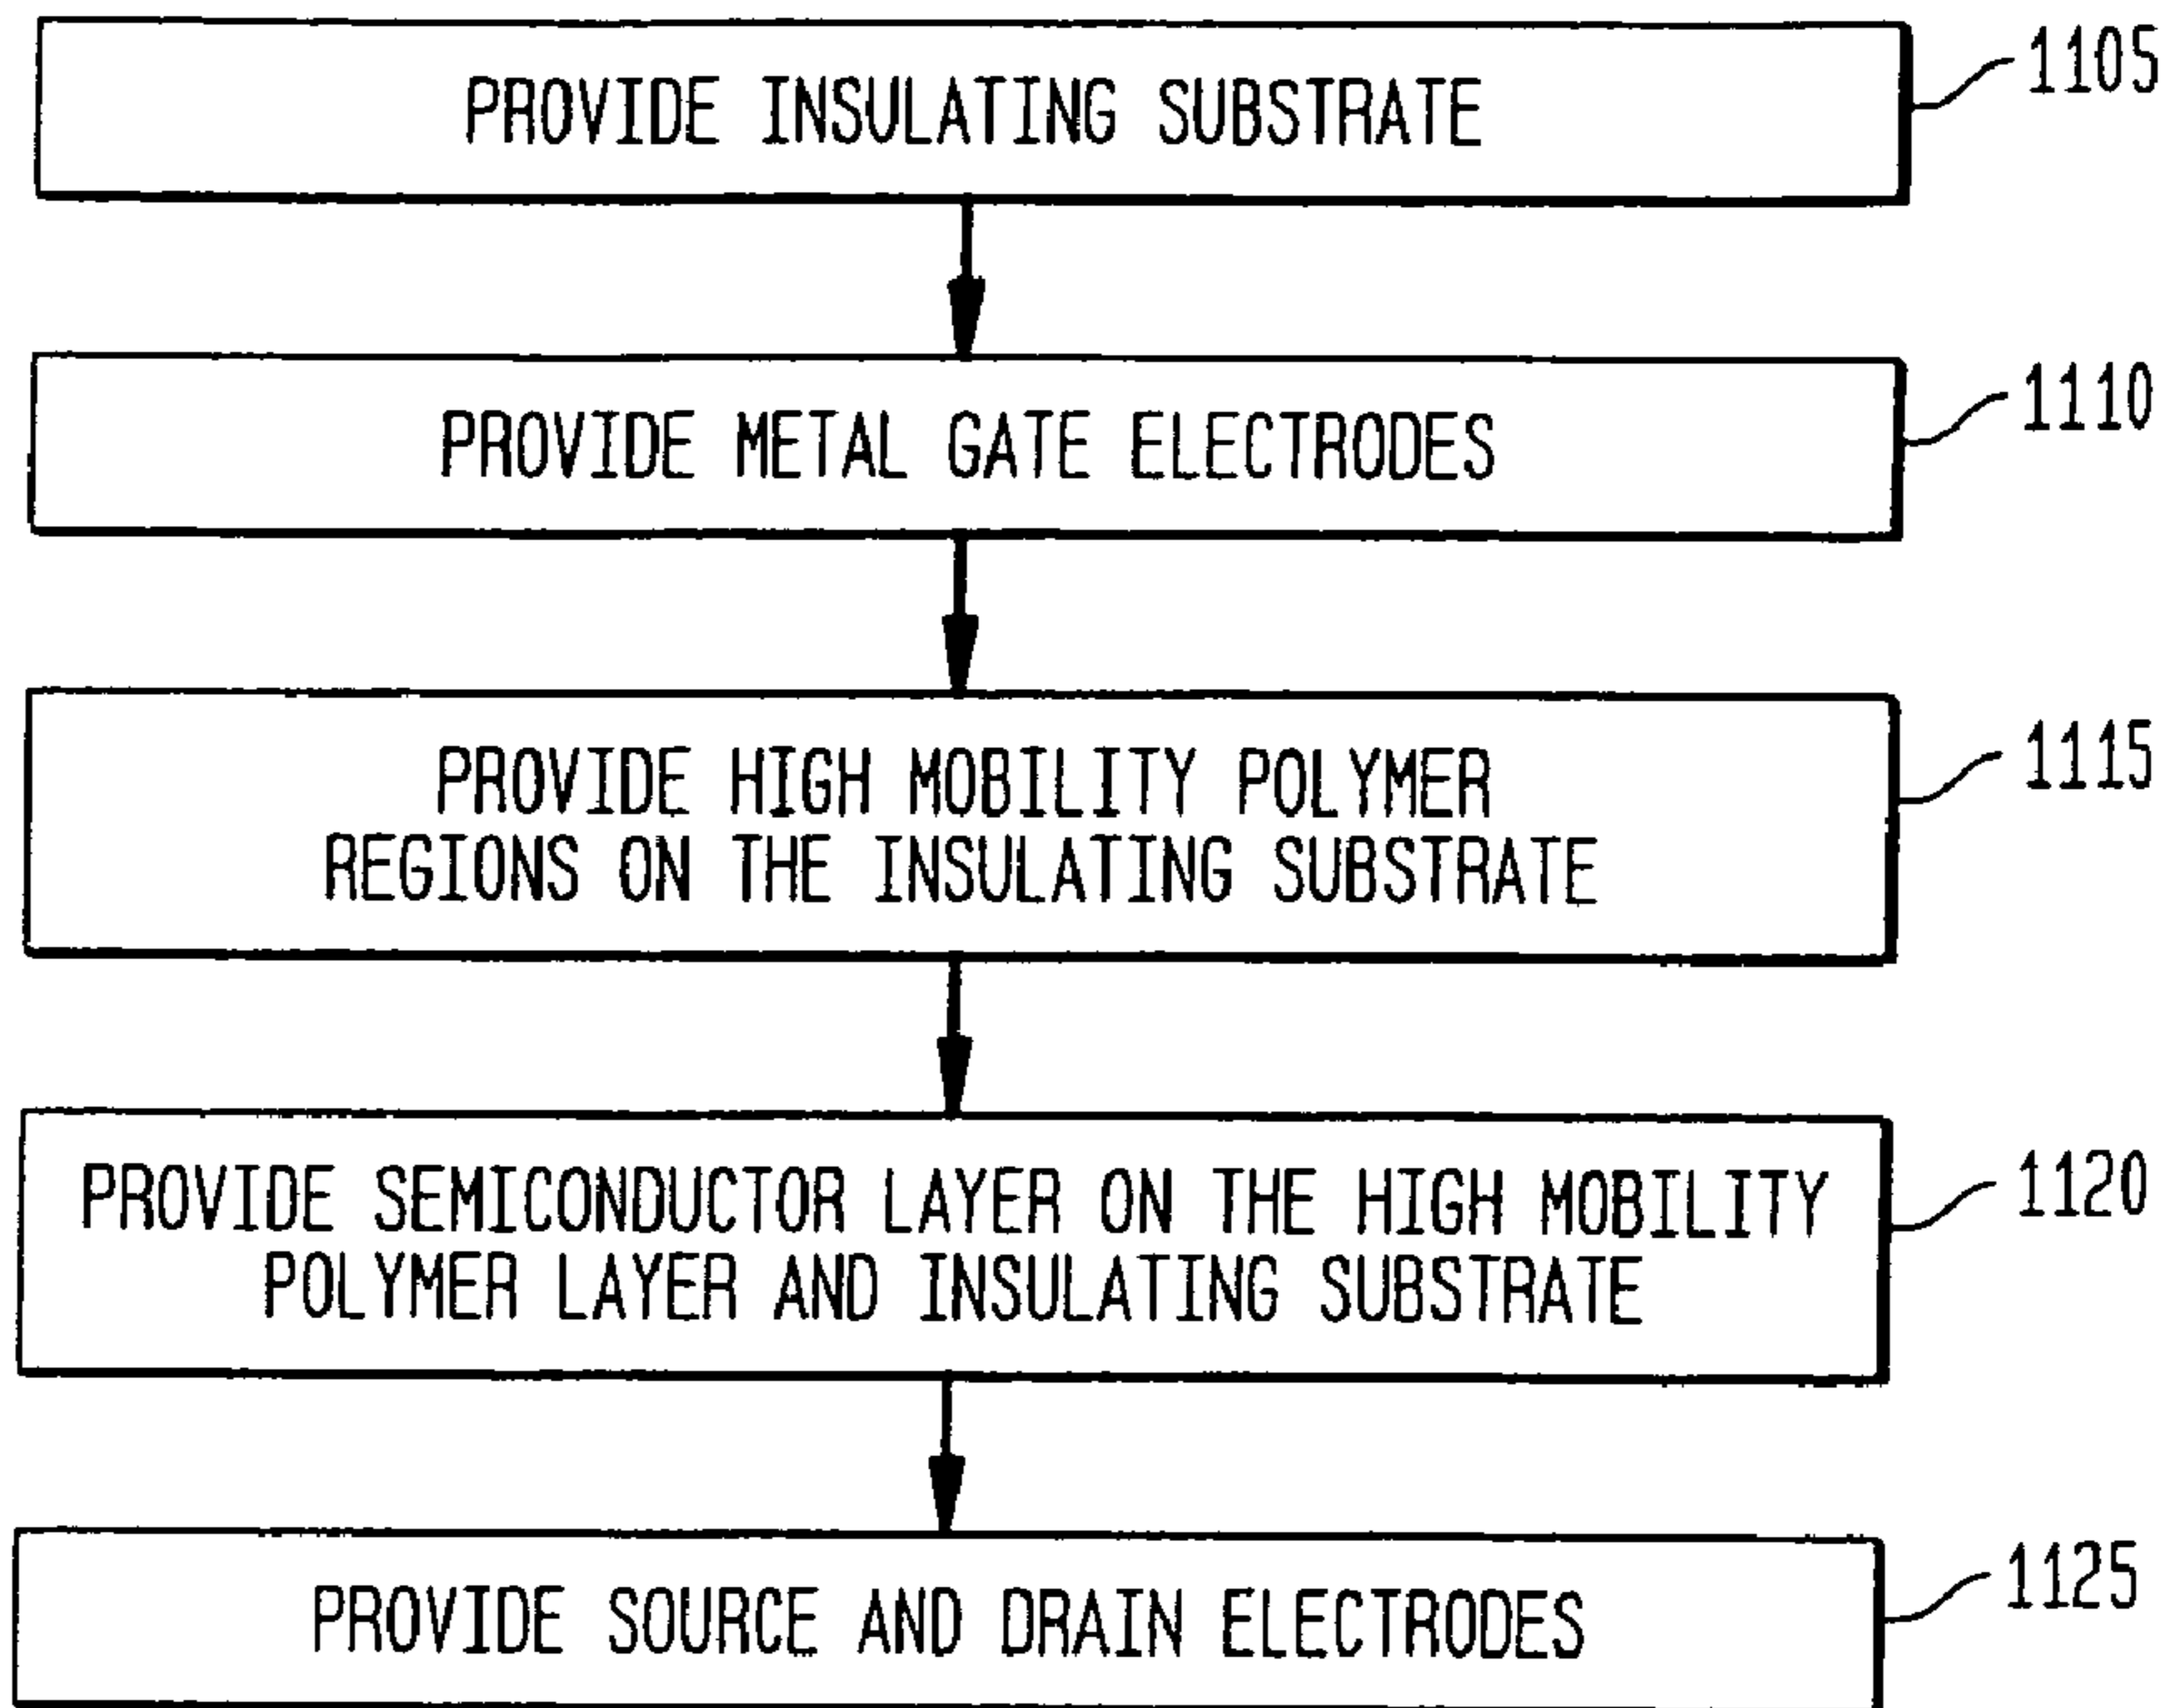 PROVIDE INSULATING SUBSTRATE
1105
PROVIDE METAL GATE ELECTRODES
1110
PROVIDE HIGH MOBILITY POLYMER
REGIONS ON THE INSULATING SUBSTRATE
1115
PROVIDE SEMICONDUCTOR LAYER ON THE HIGH MOBILITY
POLYMER LAYER AND INSULATING SUBSTRATE
1120
PROVIDE SOURCE AND DRAIN ELECTRODES
1125